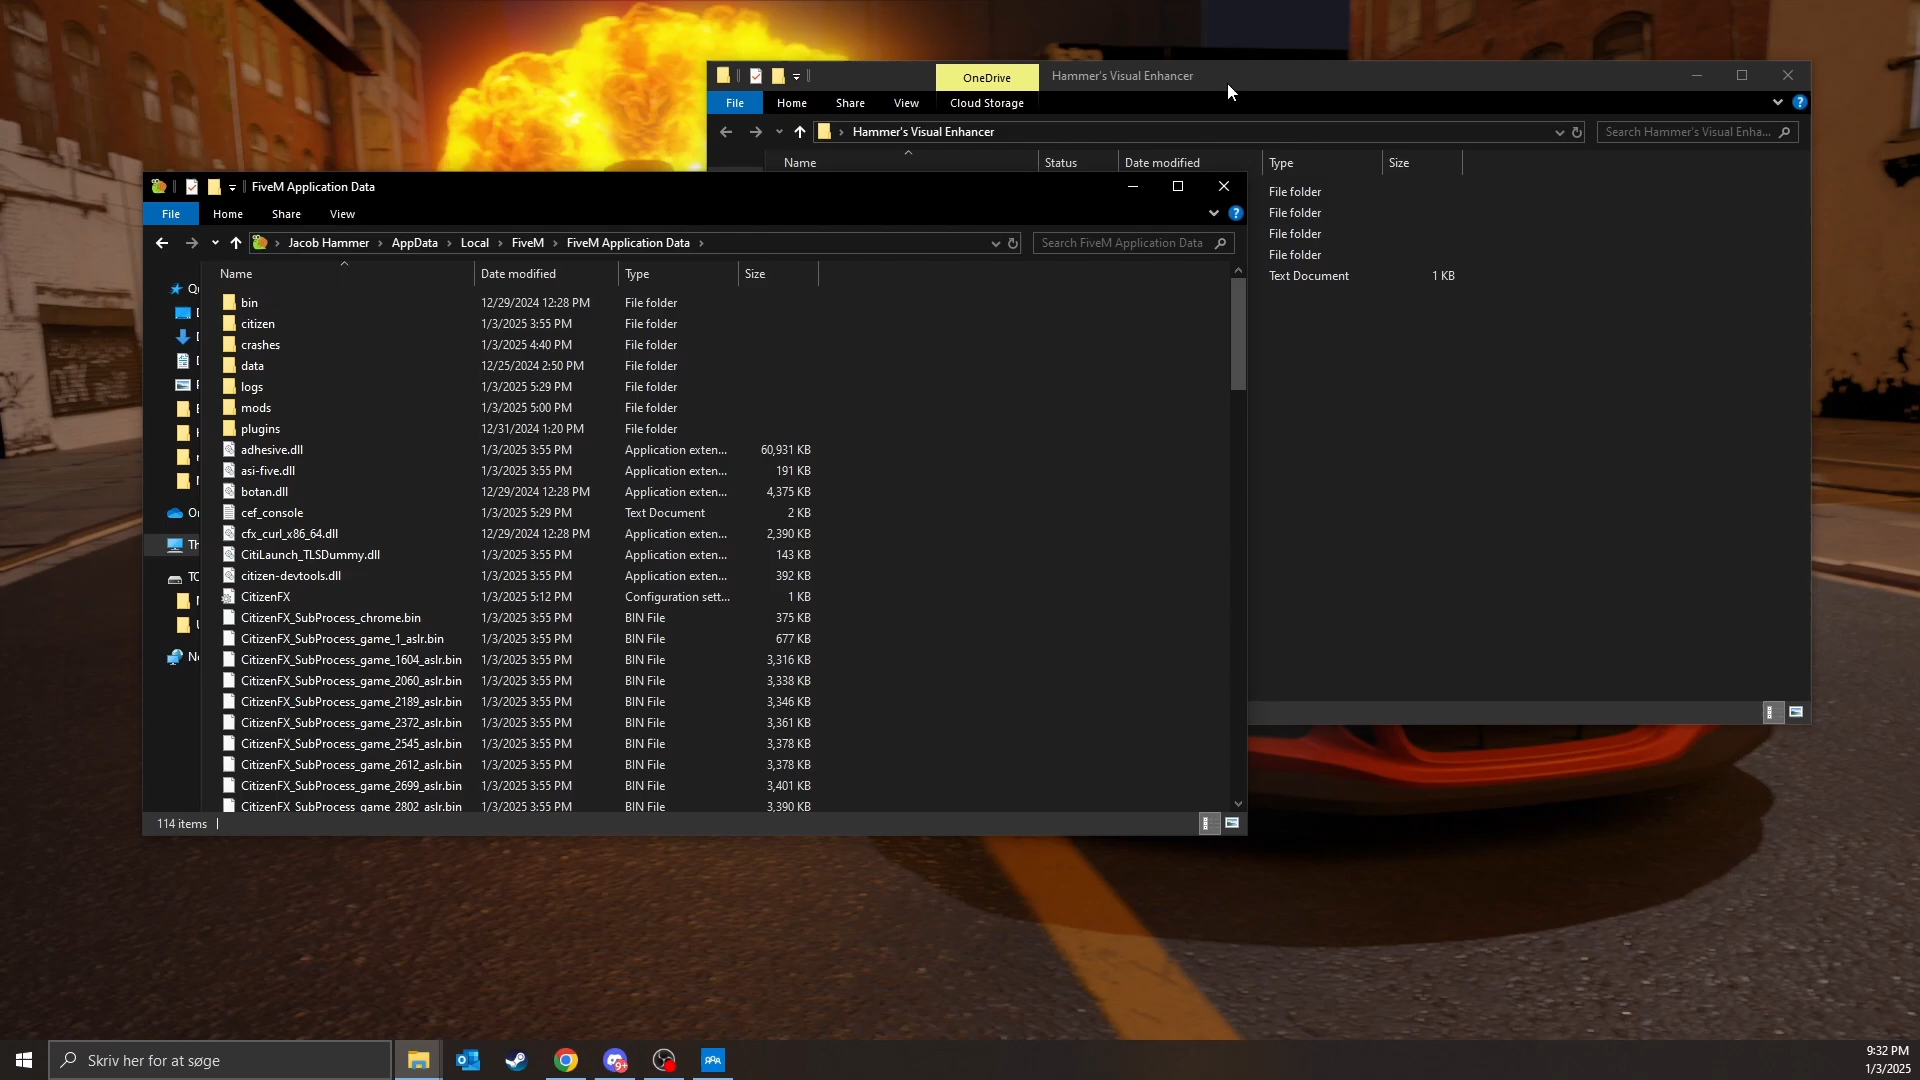 OneDrive
Hammer's Visual Enhancer
File
Home
Share
View
Cloud Storage
Hammer's Visual Enhancer
Search Hammer's Visual Enha...
Name
Status
Date modified
Type
Size
File folder
File folder
File folder
File folder
Text Document 1 KB
FiveM Application Data
File
Home
Share
View
Jacob Hammer
AppData
Local
FiveM
FiveM Application Data
Search FiveM Application Data
Name
Date modified
Type
Size
bin 12/29/2024 12:28 PM File folder
citizen 1/3/2025 3:55 PM File folder
crashes 1/3/2025 4:40 PM File folder
data 12/25/2024 2:50 PM File folder
logs 1/3/2025 5:29 PM File folder
mods 1/3/2025 5:00 PM File folder
plugins 12/31/2024 1:20 PM File folder
adhesive.dll 1/3/2025 3:55 PM Application exten... 60,931 KB
asi-five.dll 1/3/2025 3:55 PM Application exten... 191 KB
botan.dll 12/29/2024 12:28 PM Application exten... 4,375 KB
cef_console 1/3/2025 5:29 PM Text Document 2 KB
cfx_curl_x86_64.dll 12/29/2024 12:28 PM Application exten... 2,390 KB
CitiLaunch_TLSDummy.dll 1/3/2025 3:55 PM Application exten... 143 KB
citizen-devtools.dll 1/3/2025 3:55 PM Application exten... 392 KB
CitizenFX 1/3/2025 5:12 PM Configuration sett... 1 KB
CitizenFX_SubProcess_chrome.bin 1/3/2025 3:55 PM BIN File 375 KB
CitizenFX_SubProcess_game_1_aslr.bin 1/3/2025 3:55 PM BIN File 677 KB
CitizenFX_SubProcess_game_1604_aslr.bin 1/3/2025 3:55 PM BIN File 3,316 KB
CitizenFX_SubProcess_game_2060_aslr.bin 1/3/2025 3:55 PM BIN File 3,338 KB
CitizenFX_SubProcess_game_2189_aslr.bin 1/3/2025 3:55 PM BIN File 3,346 KB
CitizenFX_SubProcess_game_2372_aslr.bin 1/3/2025 3:55 PM BIN File 3,361 KB
CitizenFX_SubProcess_game_2545_aslr.bin 1/3/2025 3:55 PM BIN File 3,378 KB
CitizenFX_SubProcess_game_2612_aslr.bin 1/3/2025 3:55 PM BIN File 3,378 KB
CitizenFX_SubProcess_game_2699_aslr.bin 1/3/2025 3:55 PM BIN File 3,401 KB
CitizenFX_SubProcess_game_2802_aslr.bin 1/3/2025 3:55 PM BIN File 3,390 KB
114 items
Skriv her for at søge
9+
9:32 PM
1/3/2025